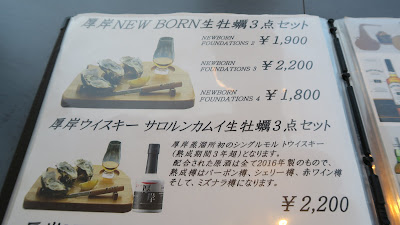 厚岸NEW BORN生牡蠣３点セット
NEWBORN
FOUNDATIONS 2 ￥1,900
NEWBORN
FOUNDATIONS 3 ￥2,200
NEWBORN
FOUNDATIONS 4 ￥1,800
厚岸ウイスキー サロルンカムイ生牡蠣３点セット
厚岸蒸溜所初のシングルモルトウイスキー
（熟成期間３年超）となります。
配合された原酒は全て2016年製のもので、
熟成樽はバーボン樽、シェリー樽、赤ワイン樽
そして、ミズナラ樽になります。
厚岸
￥2,200